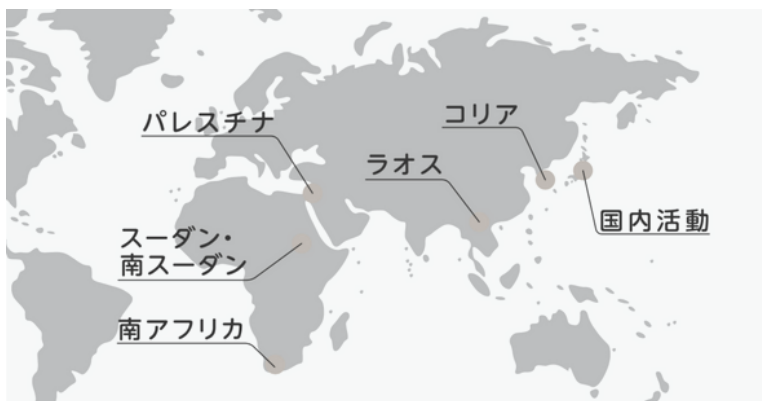 パレスチナ
コリア
ラオス
国内活動
スーダン・
南スーダン
南アフリカ